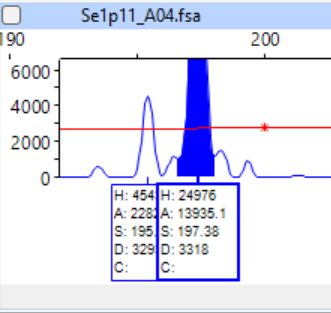 Se1p11_A04.fsa
190 200
6000
4000
2000
0
H: 454 H: 24976
A: 2282 A: 13935.1
S: 195. S: 197.38
D: 329 D: 3318
C: C: